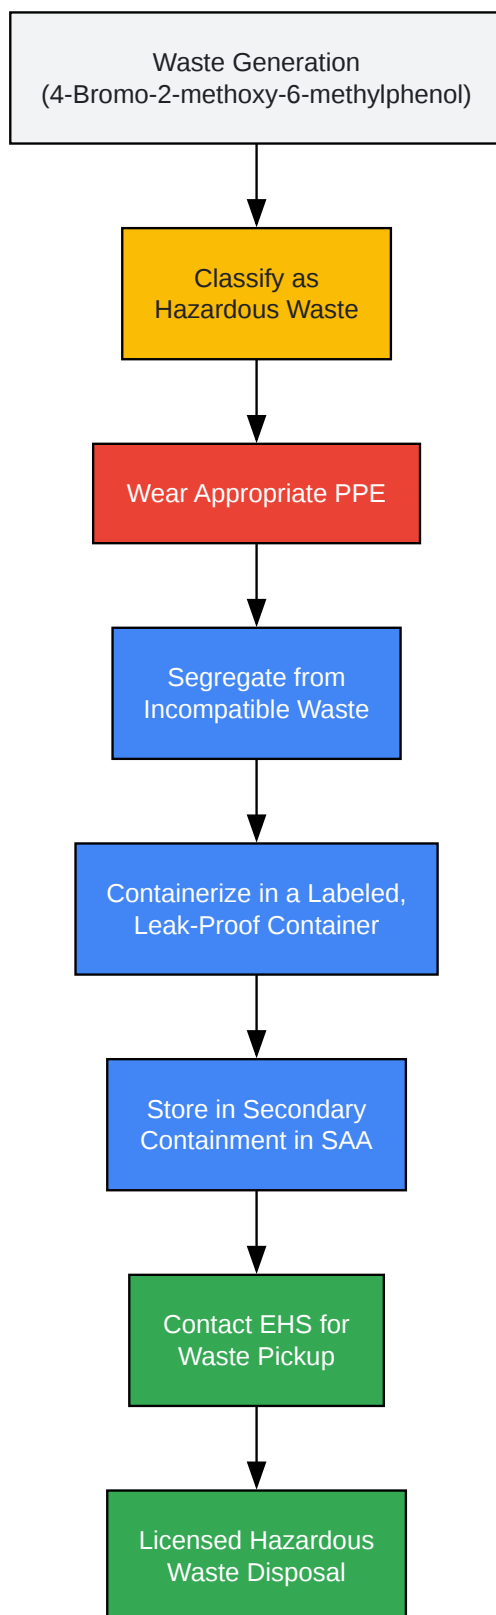 Waste Generation
(4-Bromo-2-methoxy-6-methylphenol)
Classify as
Hazardous Waste
Wear Appropriate PPE
Segregate from
Incompatible Waste
Containerize in a Labeled,
Leak-Proof Container
Store in Secondary
Containment in SAA
Contact EHS for
Waste Pickup
Licensed Hazardous
Waste Disposal